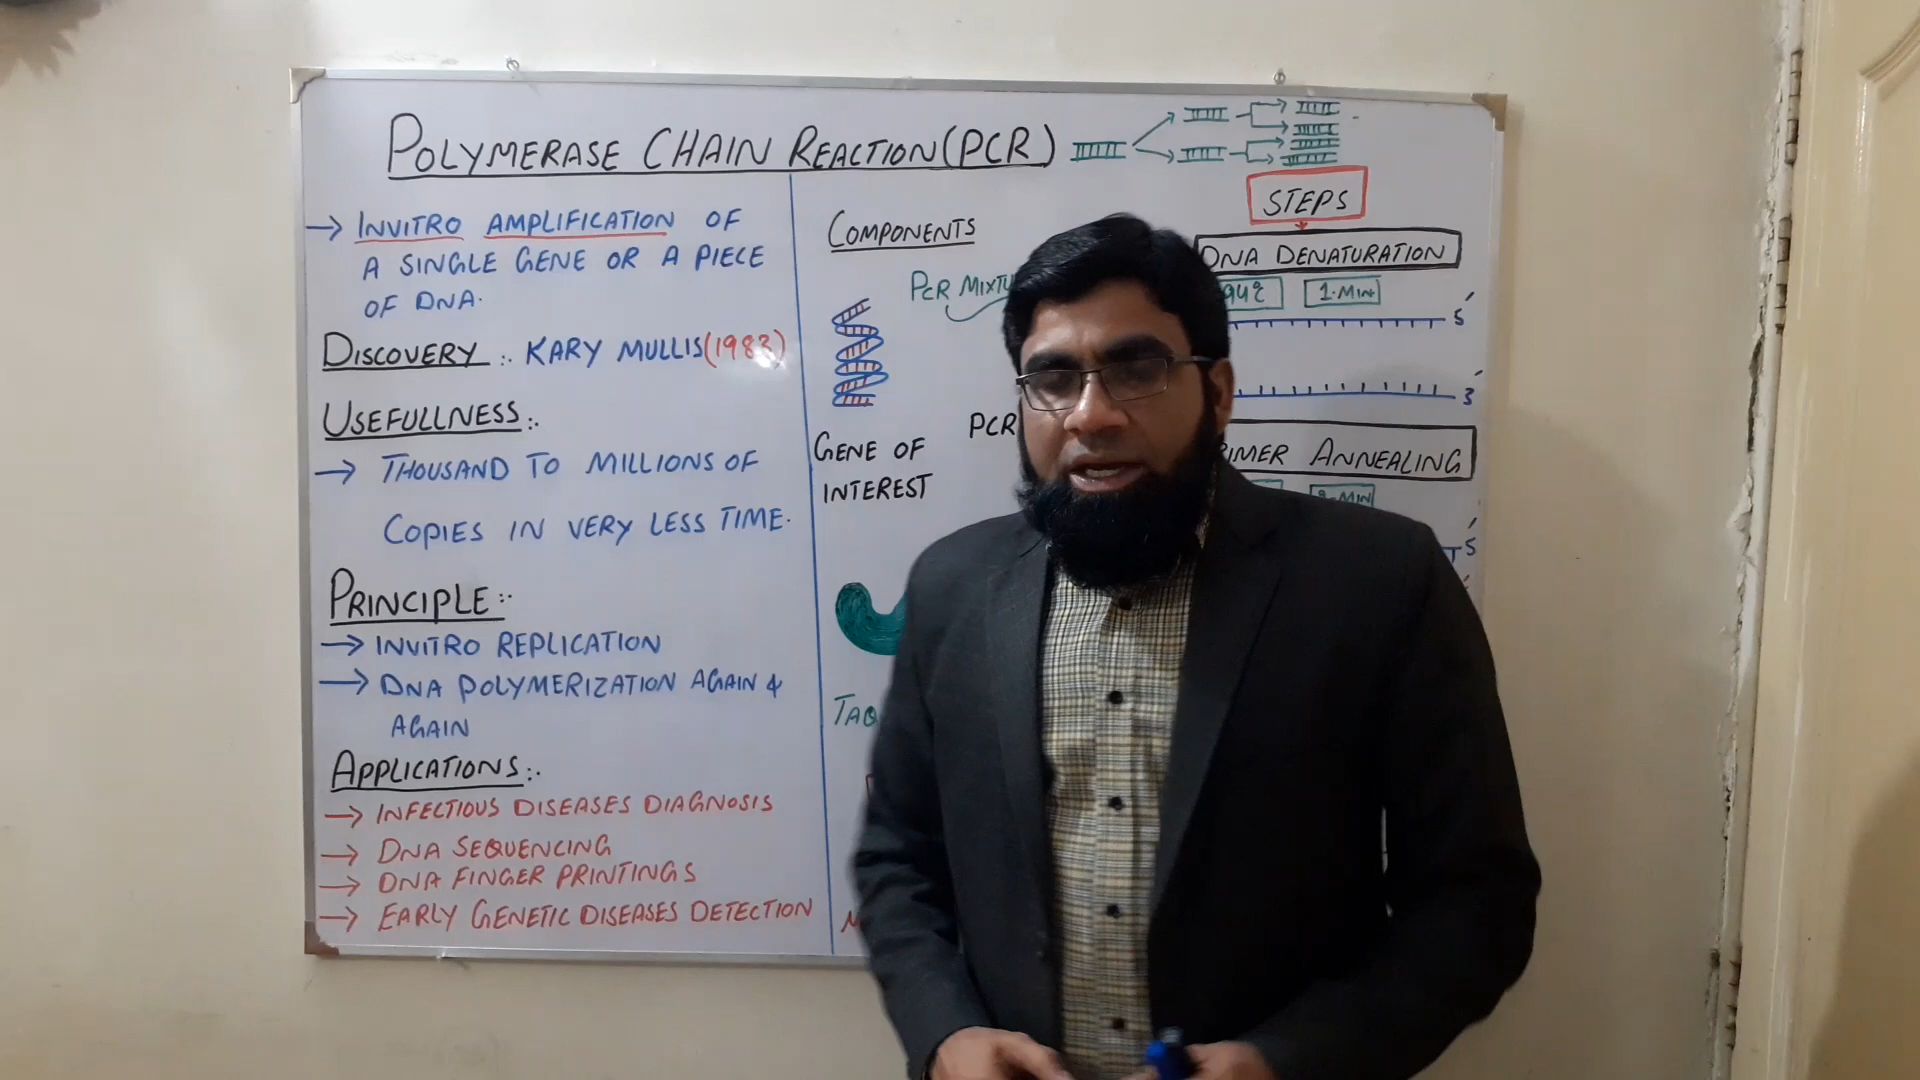 POLYMERASE CHAIN REACTION (PCR)
→ INVITRO AMPLIFICATION OF
A SINGLE GENE OR A PIECE
OF DNA.
DISCOVERY :. KARY MULLIS (1983)
USEFULLNESS :.
→ THOUSAND TO MILLIONS OF
COPIES IN VERY LESS TIME.
PRINCIPLE :.
→ INVITRO REPLICATION
→ DNA POLYMERIZATION AGAIN &
AGAIN
APPLICATIONS :.
→ INFECTIOUS DISEASES DIAGNOSIS
→ DNA SEQUENCING
→ DNA FINGER PRINTINGS
→ EARLY GENETIC DISEASES DETECTION
COMPONENTS
PCR MIXTU
GENE OF
INTEREST
PCR
TAQ
STEPS
DNA DENATURATION
94°C 1-MIN
5′
3′
RIMER ANNEALING
MIN
5′